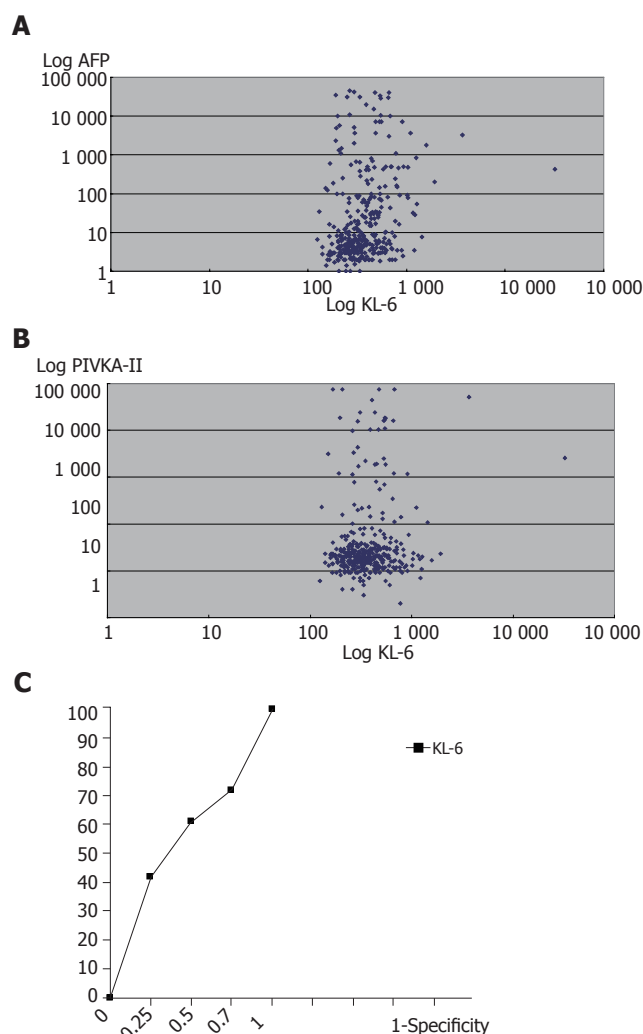 A
Log AFP
100 000
10 000
1 000
100
10
1
1 10 100 1 000 10 000 10 000
Log KL-6
B
Log PIVKA-II
100 000
10 000
1 000
100
10
1
1 10 100 1 000 10 000 10 000
Log KL-6
C
100
90
80
70
60
50
40
30
20
10
0
KL-6
0 0.25 0.5 0.7 1
1-Specificity